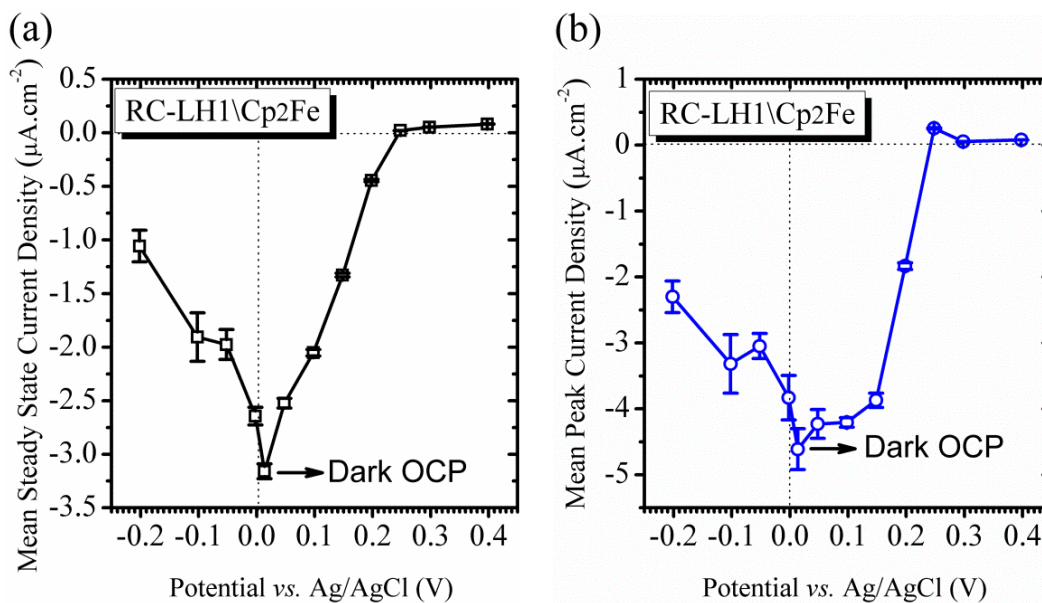 (a)
Mean Steady State Current Density (μA.cm⁻²)
0.5
0.0
-0.5
-1.0
-1.5
-2.0
-2.5
-3.0
-3.5
RC-LH1\Cp2Fe
Dark OCP
-0.2 -0.1 0.0 0.1 0.2 0.3 0.4
Potential vs. Ag/AgCl (V)
(b)
Mean Peak Current Density (μA.cm⁻²)
1
0
-1
-2
-3
-4
-5
RC-LH1\Cp2Fe
Dark OCP
-0.2 -0.1 0.0 0.1 0.2 0.3 0.4
Potential vs. Ag/AgCl (V)